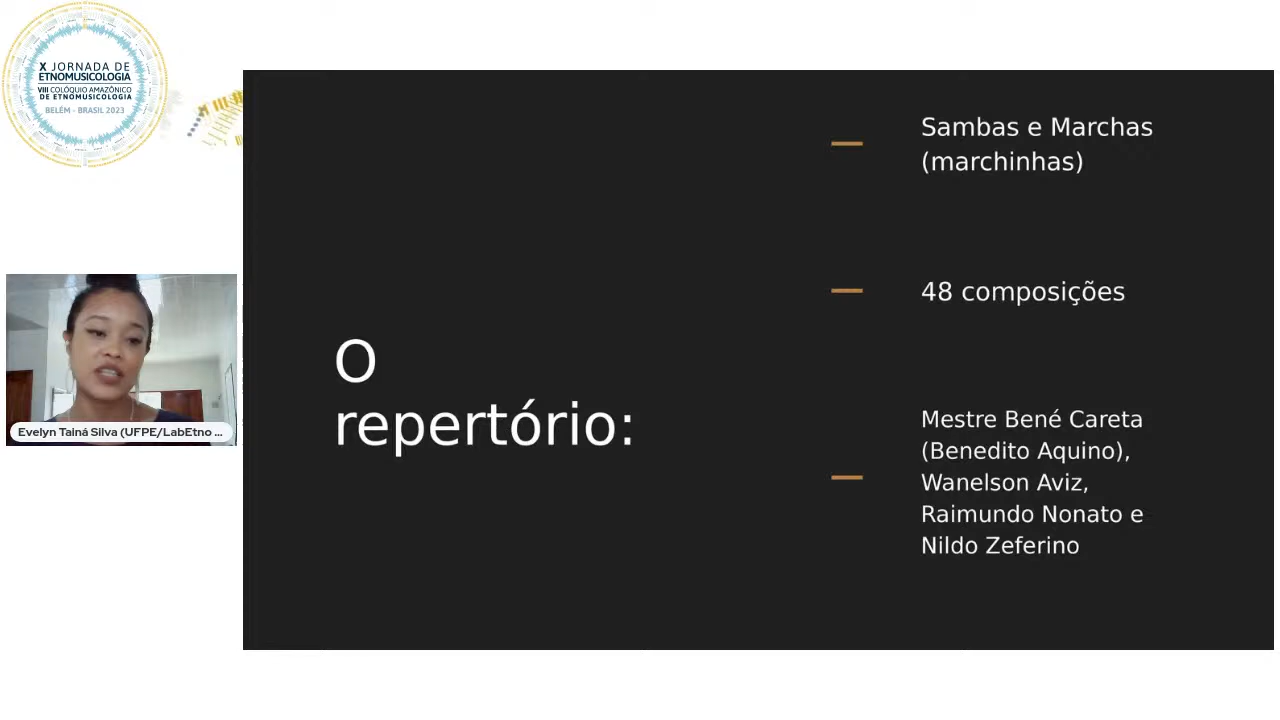 X JORNADA DE
ETNOMUSICOLOGIA
VIII COLÓQUIO AMAZÔNICO
DE ETNOMUSICOLOGIA
BELÉM - BRASIL 2023
Evelyn Tainá Silva (UFPE/LabEtno ...
O
repertório:
Sambas e Marchas
(marchinhas)
48 composições
Mestre Bené Careta
(Benedito Aquino),
Wanelson Aviz,
Raimundo Nonato e
Nildo Zeferino